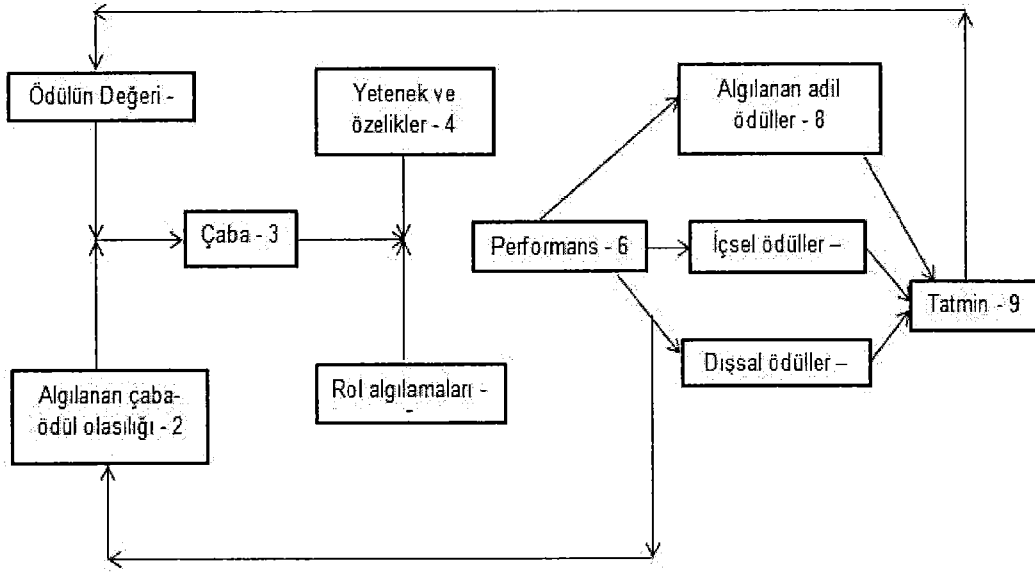 Ödülün Değeri -
Yetenek ve
özelikler - 4
Algılanan adil
ödüller - 8
Çaba - 3
Performans - 6
İçsel ödüller –
Tatmin - 9
Dışsal ödüller –
Algılanan çaba-
ödül olasılığı - 2
Rol algılamaları -